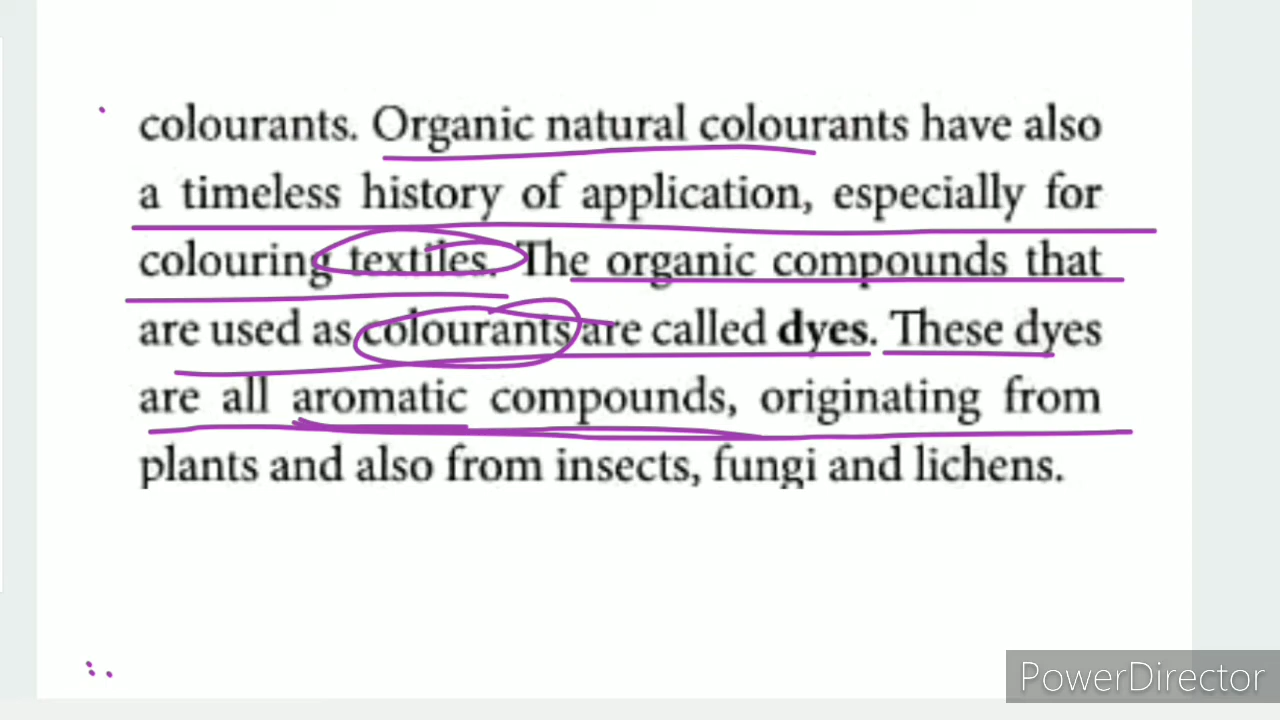 colourants. Organic natural colourants have also
a timeless history of application, especially for
colouring textiles. The organic compounds that
are used as colourants are called dyes. These dyes
are all aromatic compounds, originating from
plants and also from insects, fungi and lichens.
PowerDirector